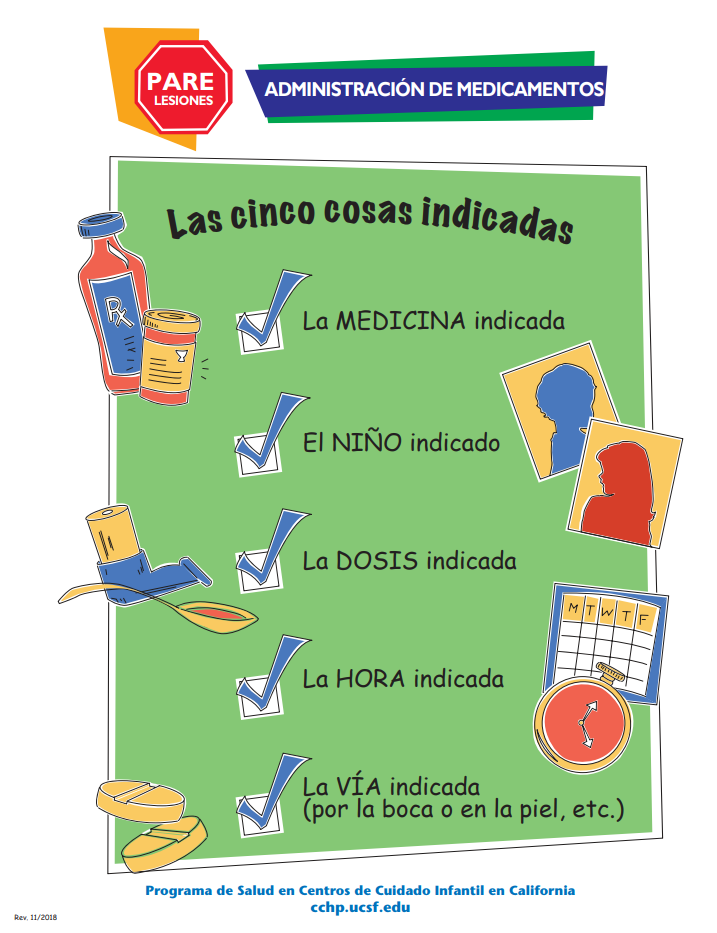 PARE
LESIONES
ADMINISTRACIÓN DE MEDICAMENTOS
Las cinco cosas indicadas
Rx
La MEDICINA indicada
El NIÑO indicado
La DOSIS indicada
M T W T F
La HORA indicada
La VÍA indicada
(por la boca o en la piel, etc.)
Programa de Salud en Centros de Cuidado Infantil en California
cchp.ucsf.edu
Rev. 11/2018